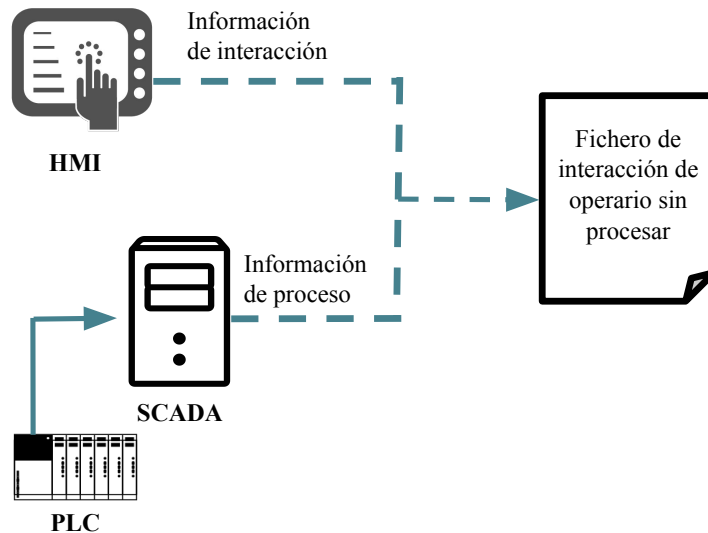 Información
de interacción
HMI
Fichero de
interacción de
operario sin
procesar
Información
de proceso
SCADA
PLC